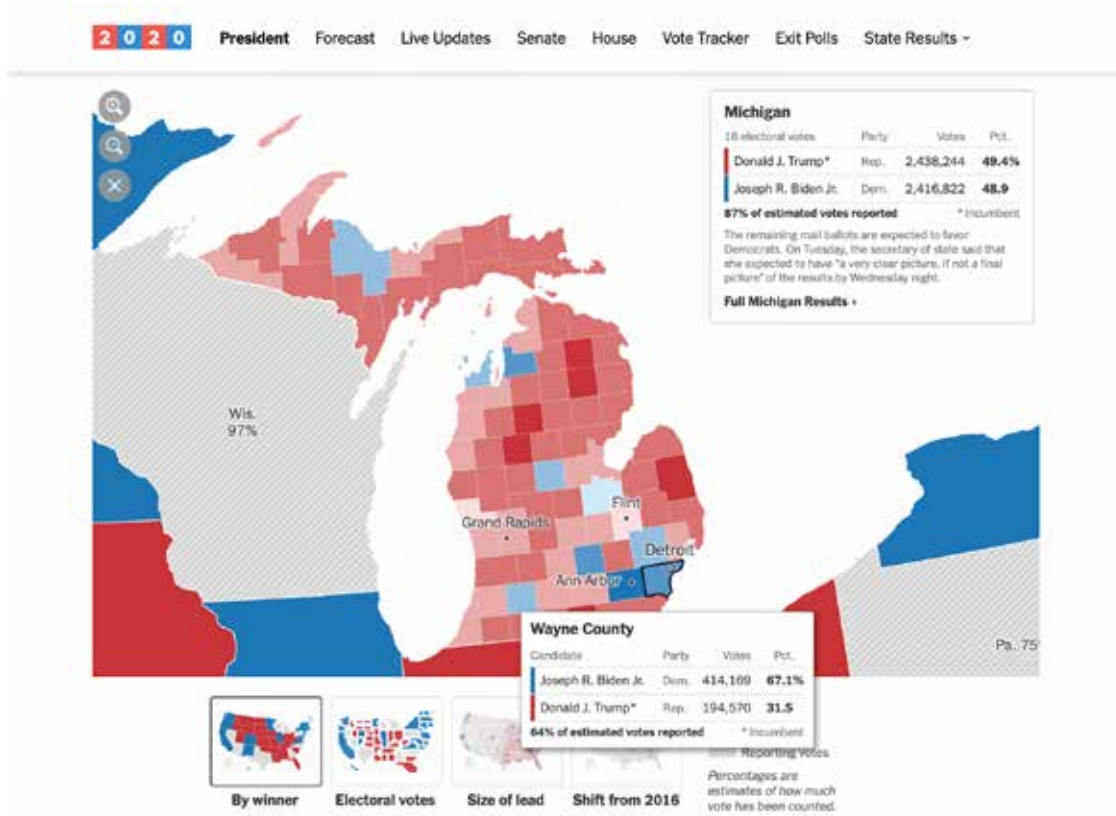 2020 President Forecast Live Updates Senate House Vote Tracker Exit Polls State Results
Michigan
16 electoral votes Party Votes Pct.
Donald J. Trump* Rep. 2,438,244 49.4%
Joseph R. Biden Jr. Dem. 2,416,822 48.9
87% of estimated votes reported * Incumbent
The remaining mail ballots are expected to favor
Democrats. On Tuesday, the secretary of state said that
she expected to have "a very clear picture, if not a final
picture" of the results by Wednesday night.
Full Michigan Results ›
Wis.
97%
Flint
Grand Rapids
Detroit
Ann Arbor
Wayne County
Candidate Party Votes Pct.
Joseph R. Biden Jr. Dem. 414,169 67.1%
Donald J. Trump* Rep. 194,570 31.5
64% of estimated votes reported * Incumbent
Pa. 75
Reporting votes
Percentages are
estimates of how much
vote has been counted.
By winner Electoral votes Size of lead Shift from 2016